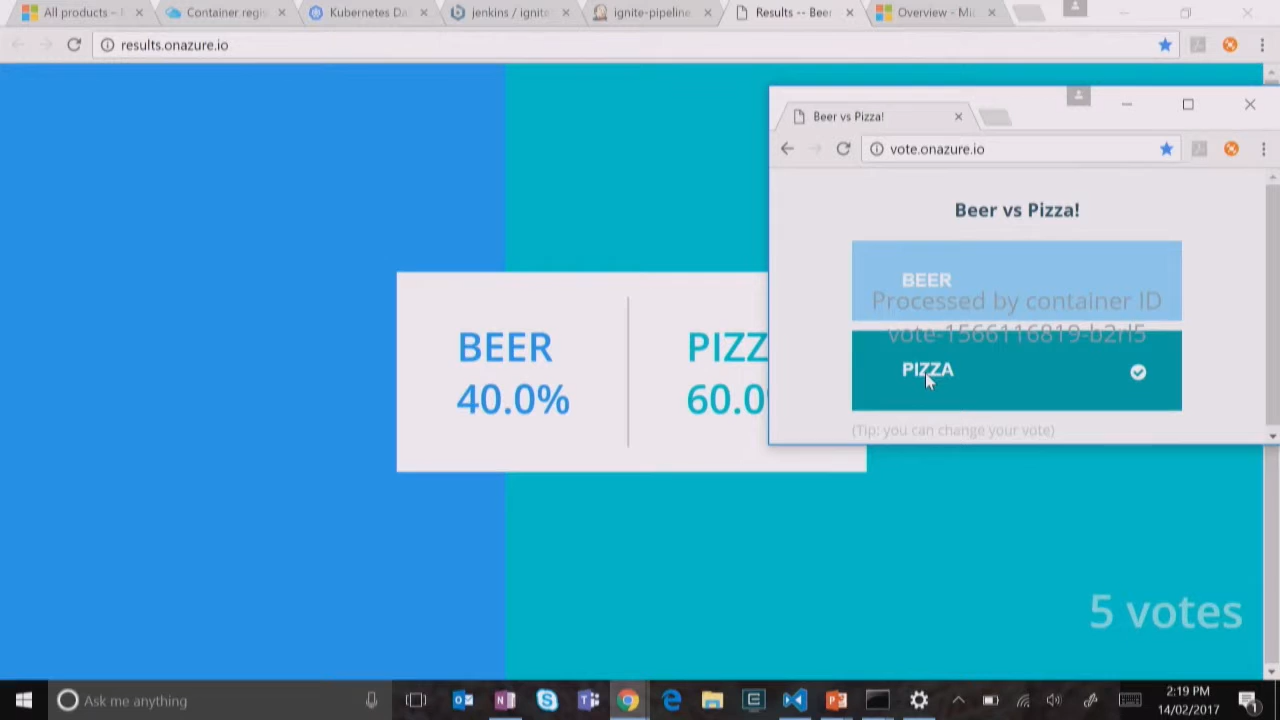 All products –
Container regis
Kubernetes Da
jenkins / ignite
ignite-pipeline
Results -- Beer
Overview - Mic
results.onazure.io
Beer vs Pizza!
vote.onazure.io
Beer vs Pizza!
BEER
Processed by container ID
PIZZA
(Tip: you can change your vote)
BEER
40.0%
PIZZ
60.0
5 votes
Ask me anything
2:19 PM
14/02/2017